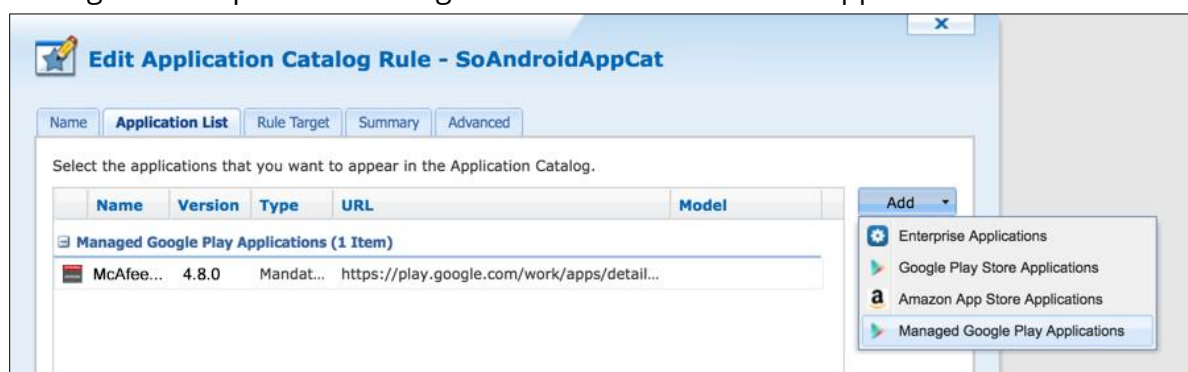 Edit Application Catalog Rule - SoAndroidAppCat
x
Name Application List Rule Target Summary Advanced
Select the applications that you want to appear in the Application Catalog.
Name Version Type URL Model
Add
Managed Google Play Applications (1 Item)
McAfee... 4.8.0 Mandat... https://play.google.com/work/apps/detail...
Enterprise Applications
Google Play Store Applications
Amazon App Store Applications
Managed Google Play Applications